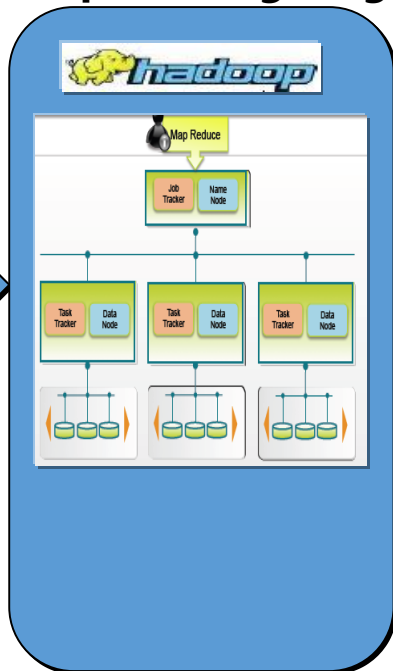 hadoop
Map Reduce
Job Tracker
Name Node
Task Tracker
Data Node
Task Tracker
Data Node
Task Tracker
Data Node